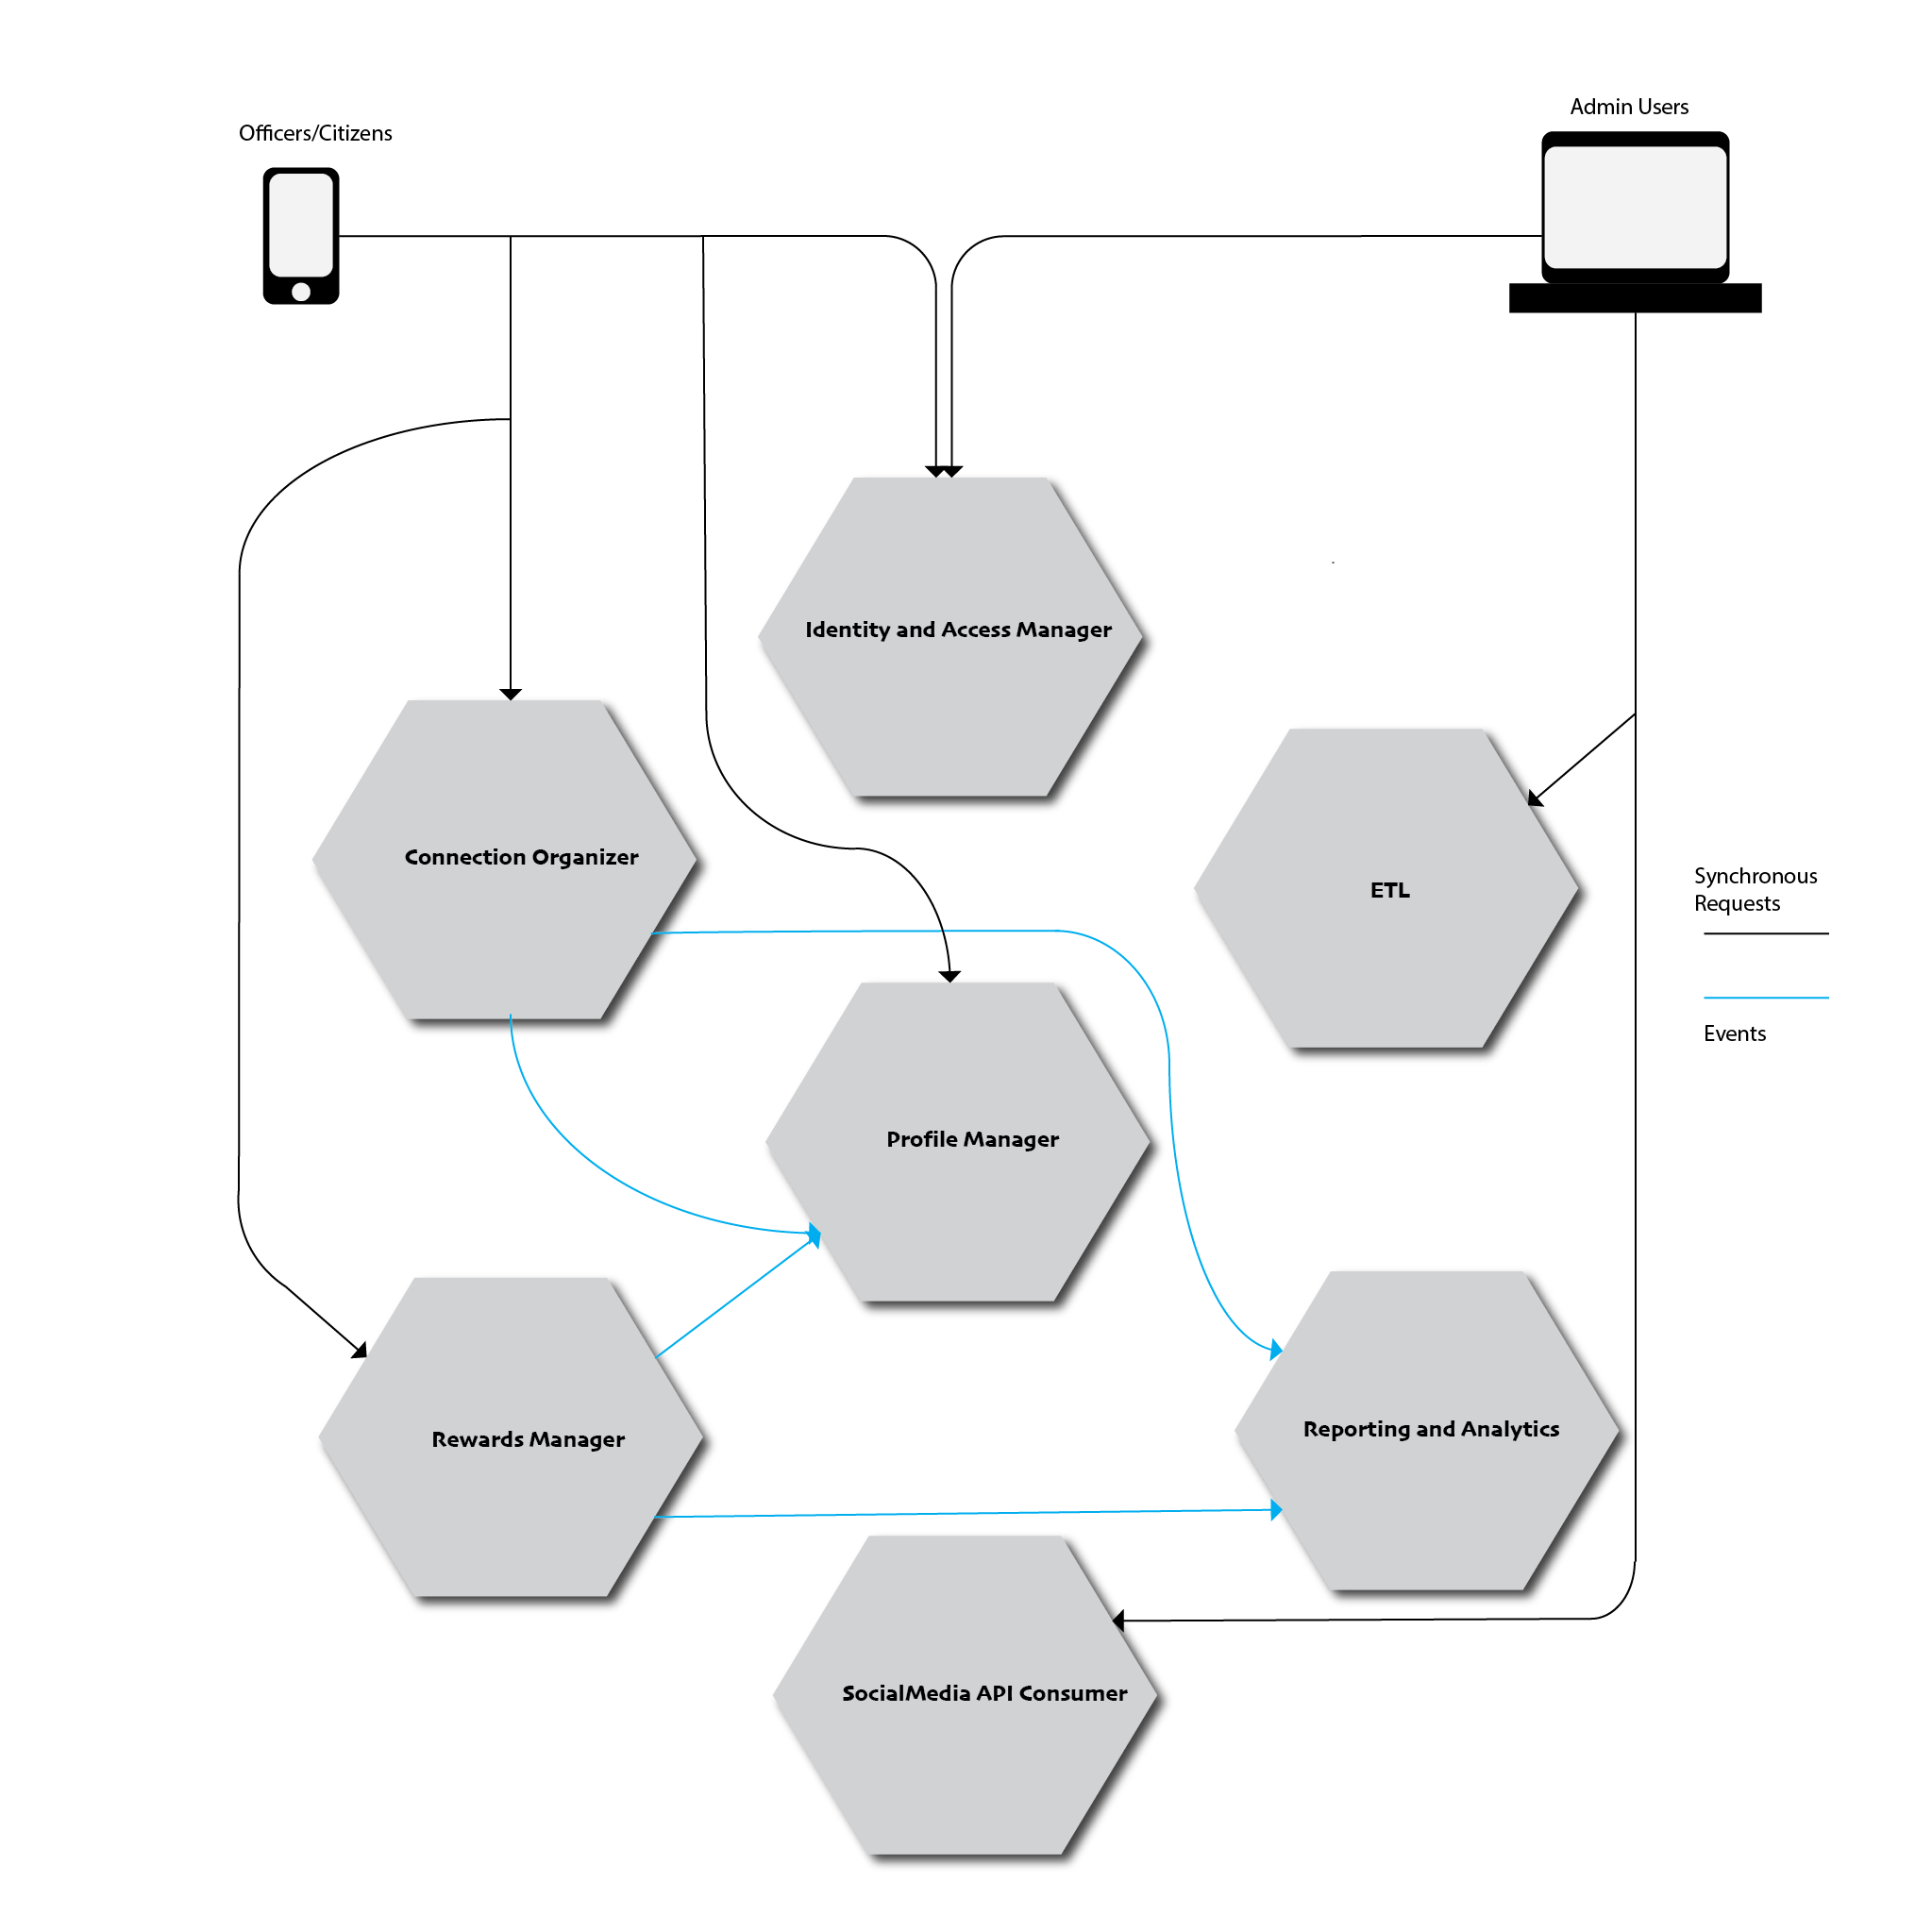 Admin Users
Officers/Citizens
Identity and Access Manager
Connection Organizer
ETL
Synchronous
Requests
Events
Profile Manager
Reporting and Analytics
Rewards Manager
SocialMedia API Consumer